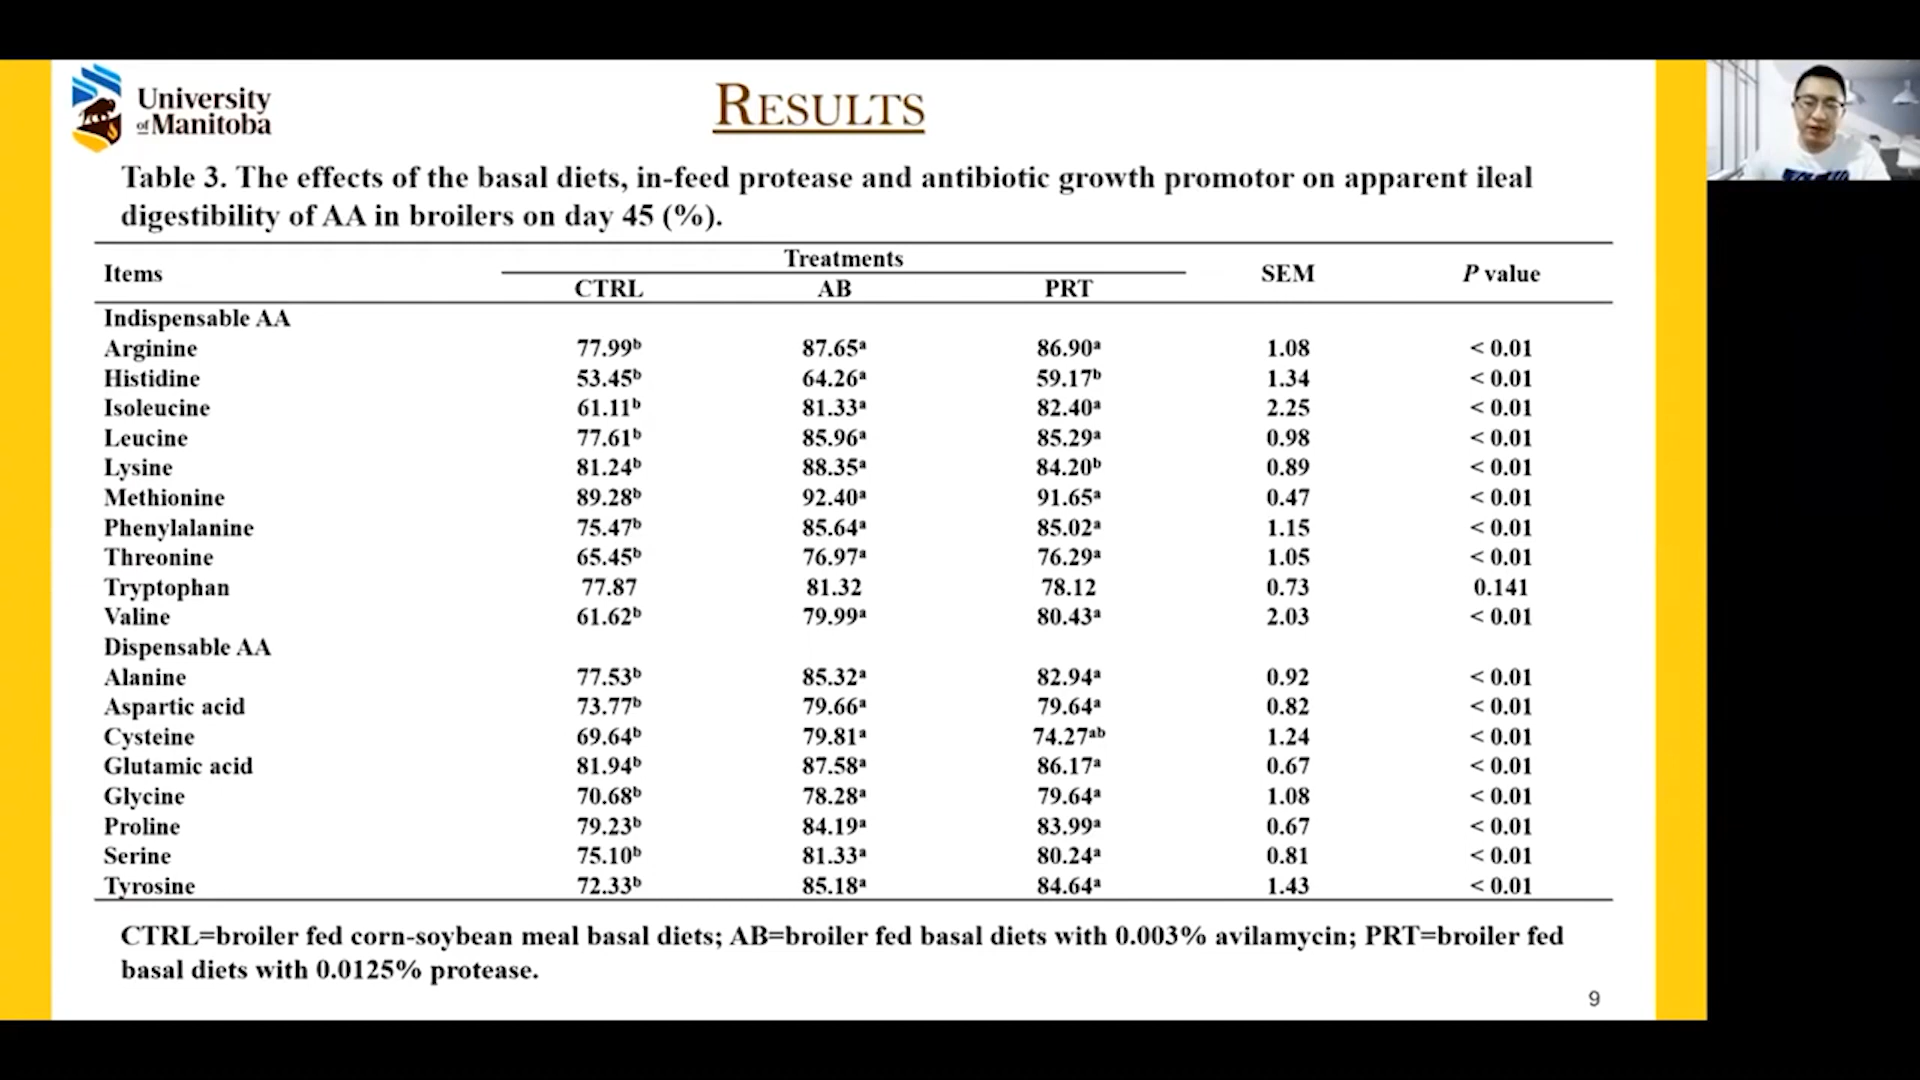 University
of Manitoba
RESULTS
Table 3. The effects of the basal diets, in-feed protease and antibiotic growth promotor on apparent ileal
digestibility of AA in broilers on day 45 (%).
Items Treatments SEM P value
CTRL AB PRT
Indispensable AA
Arginine 77.99ᵇ 87.65ᵃ 86.90ᵃ 1.08 < 0.01
Histidine 53.45ᵇ 64.26ᵃ 59.17ᵇ 1.34 < 0.01
Isoleucine 61.11ᵇ 81.33ᵃ 82.40ᵃ 2.25 < 0.01
Leucine 77.61ᵇ 85.96ᵃ 85.29ᵃ 0.98 < 0.01
Lysine 81.24ᵇ 88.35ᵃ 84.20ᵇ 0.89 < 0.01
Methionine 89.28ᵇ 92.40ᵃ 91.65ᵃ 0.47 < 0.01
Phenylalanine 75.47ᵇ 85.64ᵃ 85.02ᵃ 1.15 < 0.01
Threonine 65.45ᵇ 76.97ᵃ 76.29ᵃ 1.05 < 0.01
Tryptophan 77.87 81.32 78.12 0.73 0.141
Valine 61.62ᵇ 79.99ᵃ 80.43ᵃ 2.03 < 0.01
Dispensable AA
Alanine 77.53ᵇ 85.32ᵃ 82.94ᵃ 0.92 < 0.01
Aspartic acid 73.77ᵇ 79.66ᵃ 79.64ᵃ 0.82 < 0.01
Cysteine 69.64ᵇ 79.81ᵃ 74.27ᵃᵇ 1.24 < 0.01
Glutamic acid 81.94ᵇ 87.58ᵃ 86.17ᵃ 0.67 < 0.01
Glycine 70.68ᵇ 78.28ᵃ 79.64ᵃ 1.08 < 0.01
Proline 79.23ᵇ 84.19ᵃ 83.99ᵃ 0.67 < 0.01
Serine 75.10ᵇ 81.33ᵃ 80.24ᵃ 0.81 < 0.01
Tyrosine 72.33ᵇ 85.18ᵃ 84.64ᵃ 1.43 < 0.01
CTRL=broiler fed corn-soybean meal basal diets; AB=broiler fed basal diets with 0.003% avilamycin; PRT=broiler fed
basal diets with 0.0125% protease.
9